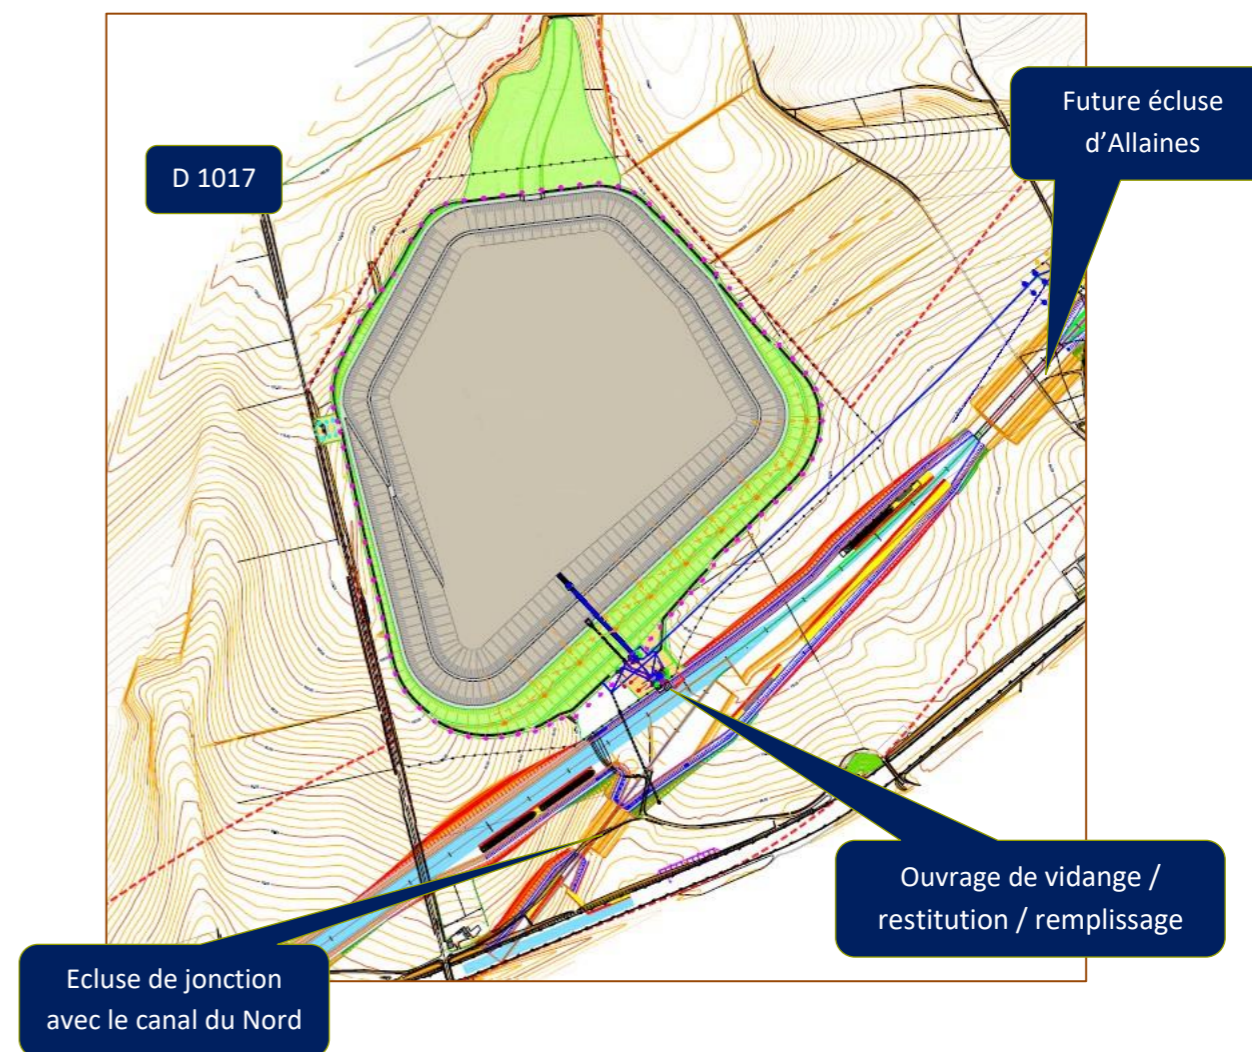 Future écluse
d’Allaines
D 1017
Ouvrage de vidange /
restitution / remplissage
Ecluse de jonction
avec le canal du Nord